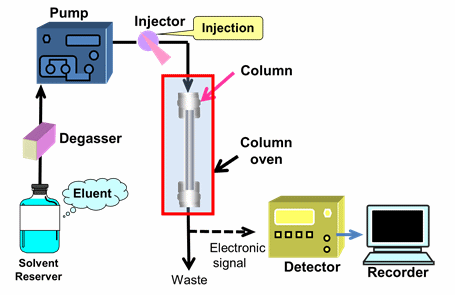 Pump
Injector
Injection
Column
Degasser
Column
oven
Eluent
Solvent
Reserver
Electronic
signal
Waste
Detector
Recorder